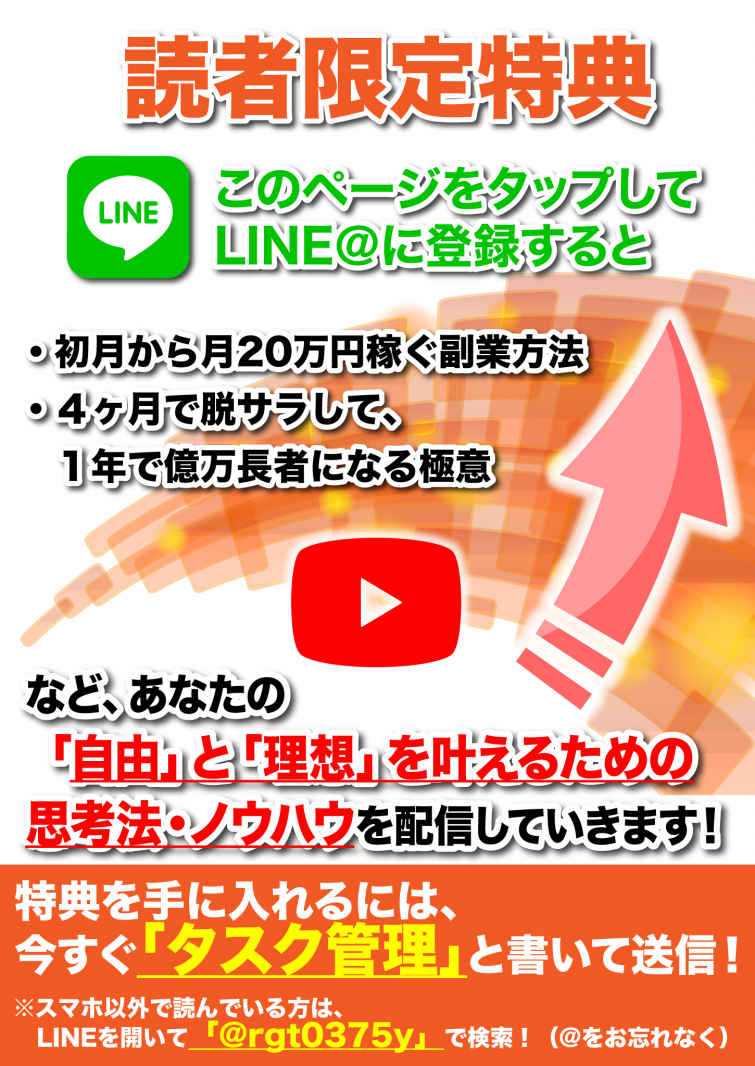 読者限定特典
LINE
このページをタップして
LINE@に登録すると
・初月から月20万円稼ぐ副業方法
・4ヶ月で脱サラして、
1年で億万長者になる極意
など、あなたの
「自由」と「理想」を叶えるための
思考法・ノウハウを配信していきます!
特典を手に入れるには、
今すぐ「タスク管理」と書いて送信!
※スマホ以外で読んでいる方は、
LINEを開いて「@rgt0375y」で検索!(@をお忘れなく)